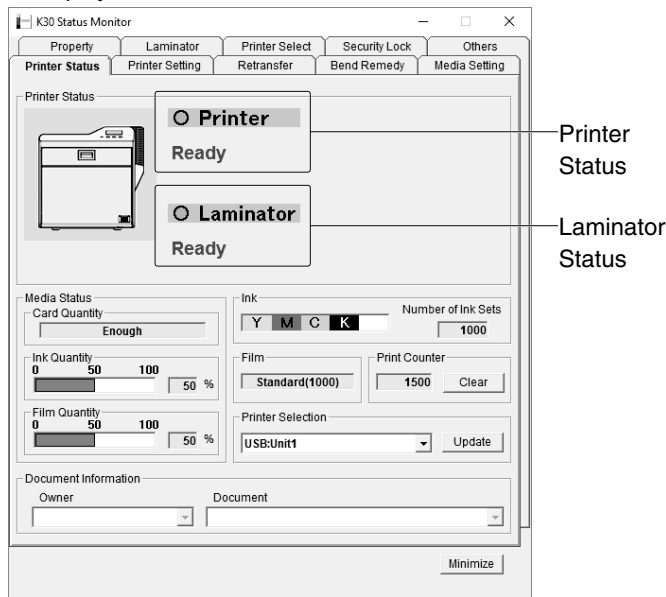 K30 Status Monitor
Property Laminator Printer Select Security Lock Others
Printer Status Printer Setting Retransfer Bend Remedy Media Setting
Printer Status
Printer
Ready
Laminator
Ready
Printer
Status
Laminator
Status
Media Status
Card Quantity
Enough
Ink Quantity
0 50 100
50 %
Film Quantity
0 50 100
50 %
Ink
Y M C K
Number of Ink Sets
1000
Film
Standard(1000)
Print Counter
1500 Clear
Printer Selection
USB:Unit1 Update
Document Information
Owner Document
Minimize